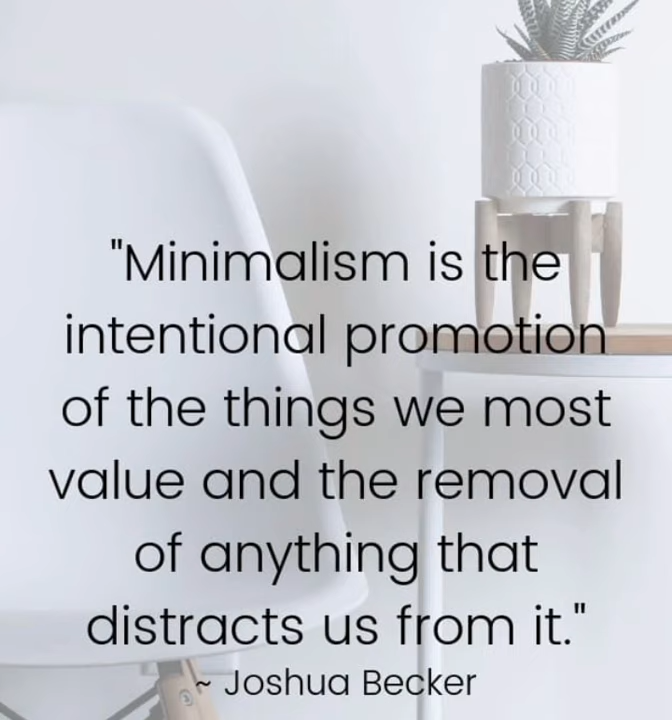 "Minimalism is the
intentional promotion
of the things we most
value and the removal
of anything that
distracts us from it."
~ Joshua Becker